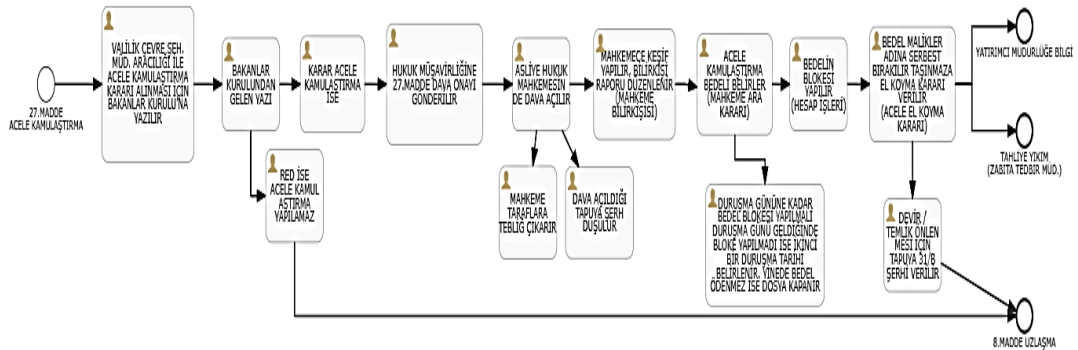 27.MADDE
ACELE KAMULAŞTIRMA
VALİLİK ÇEVRE ŞEH.
MÜD. ARACILIĞI İLE
ACELE KAMULAŞTIRMA
KARARI ALINMASI İÇİN
BAKANLAR KURULU'NA
YAZILIR
BAKANLAR
KURULUNDAN
GELEN YAZI
KARAR ACELE
KAMULAŞTIRMA
İSE
HUKUK MÜŞAVİRLİĞİNE
27.MADDE DAVA ONAYI
GÖNDERİLİR
ASLİYE HUKUK
MAHKEMESİN
DE DAVA AÇILIR
MAHKEMECE KEŞİF
YAPILIR, BİLİRKİŞİ
RAPORU DÜZENLENİR
(MAHKEME
BİLİRKİŞİSİ)
ACELE
KAMULAŞTIRMA
BEDELİ BELİRLER
(MAHKEME ARA
KARARI)
BEDELİN
BLOKESİ
YAPILIR
(HESAP İŞLERİ)
BEDEL MALİKLER
ADINA SERBEST
BIRAKILIR TAŞINMAZA
EL KOYMA KARARI
VERİLİR
(ACELE EL KOYMA
KARARI)
YATIRIMCI MÜDÜRLÜĞE BİLGİ
TAHLİYE YIKIM
(ZABITA TEDBİR MÜD.)
RED İSE
ACELE KAMUL
AŞTIRMA
YAPILAMAZ
MAHKEME
TARAFLARA
TEBLİĞ ÇIKARIR
DAVA AÇILDIĞI
TAPUYA ŞERH
DÜŞÜLÜR
DURUŞMA GÜNÜNE KADAR
BEDEL BLOKESİ YAPILMALI
DURUŞMA GÜNÜ GELDİĞİNDE
BLOKE YAPILMADI İSE İKİNCİ
BİR DURUŞMA TARİHİ
BELİRLENİR. YİNEDE BEDEL
ÖDENMEZ İSE DOSYA KAPANIR
DEVİR /
TEMLİK ÖNLEN
MESİ İÇİN
TAPUYA 31/B
ŞERHİ VERİLİR
8.MADDE UZLAŞMA